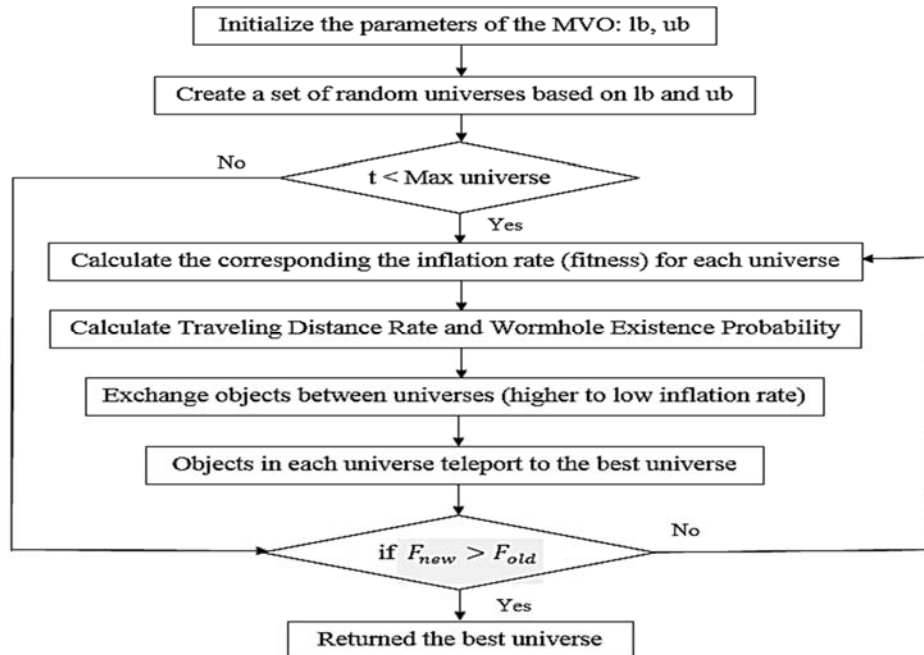 Initialize the parameters of the MVO: lb, ub
Create a set of random universes based on lb and ub
No
t < Max universe
Yes
Calculate the corresponding the inflation rate (fitness) for each universe
Calculate Traveling Distance Rate and Wormhole Existence Probability
Exchange objects between universes (higher to low inflation rate)
Objects in each universe teleport to the best universe
No
if F_new > F_old
Yes
Returned the best universe